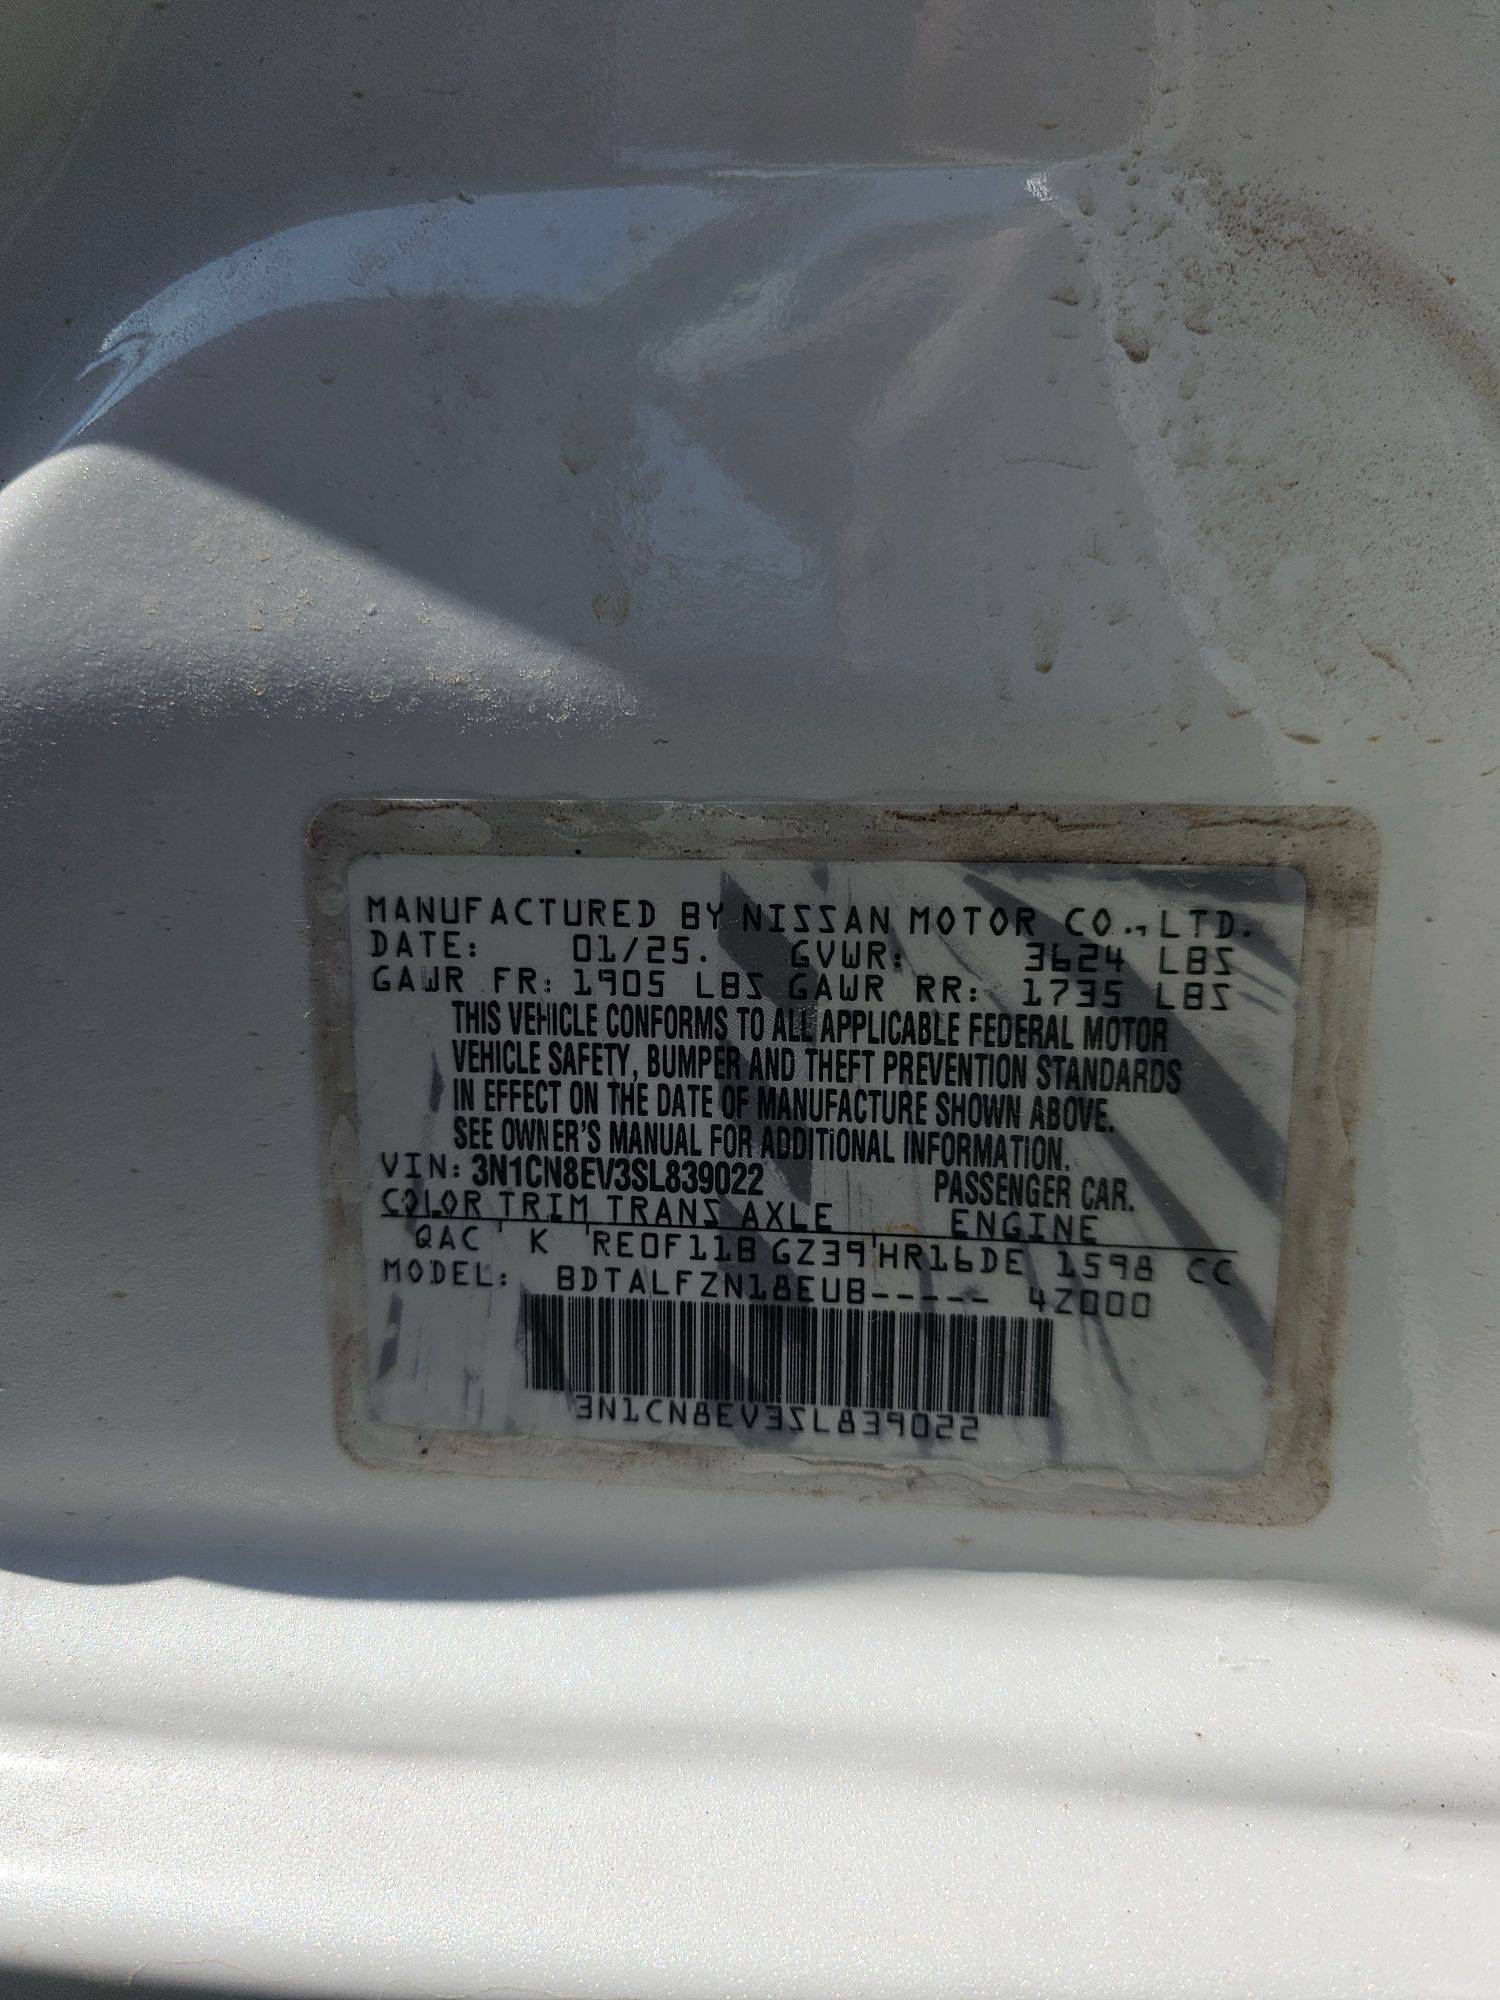 MANUFACTURED BY NISSAN MOTOR CO., LTD.
DATE: 01/25. GVWR: 3624 LBS
GAWR FR: 1905 LBS GAWR RR: 1735 LBS
THIS VEHICLE CONFORMS TO ALL APPLICABLE FEDERAL MOTOR
VEHICLE SAFETY, BUMPER AND THEFT PREVENTION STANDARDS
IN EFFECT ON THE DATE OF MANUFACTURE SHOWN ABOVE.
SEE OWNER'S MANUAL FOR ADDITIONAL INFORMATION.
VIN: 3N1CN8EV3SL839022 PASSENGER CAR.
COLOR TRIM TRANS AXLE ENGINE
QAC K RE0F11B GZ39 HR16DE 1598 CC
MODEL: BDTALFZN18EUB----- 4Z000
3N1CN8EV3SL839022